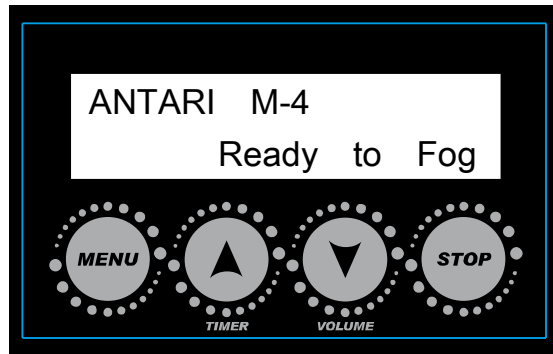 ANTARI M-4
Ready to Fog
MENU
STOP
TIMER
VOLUME